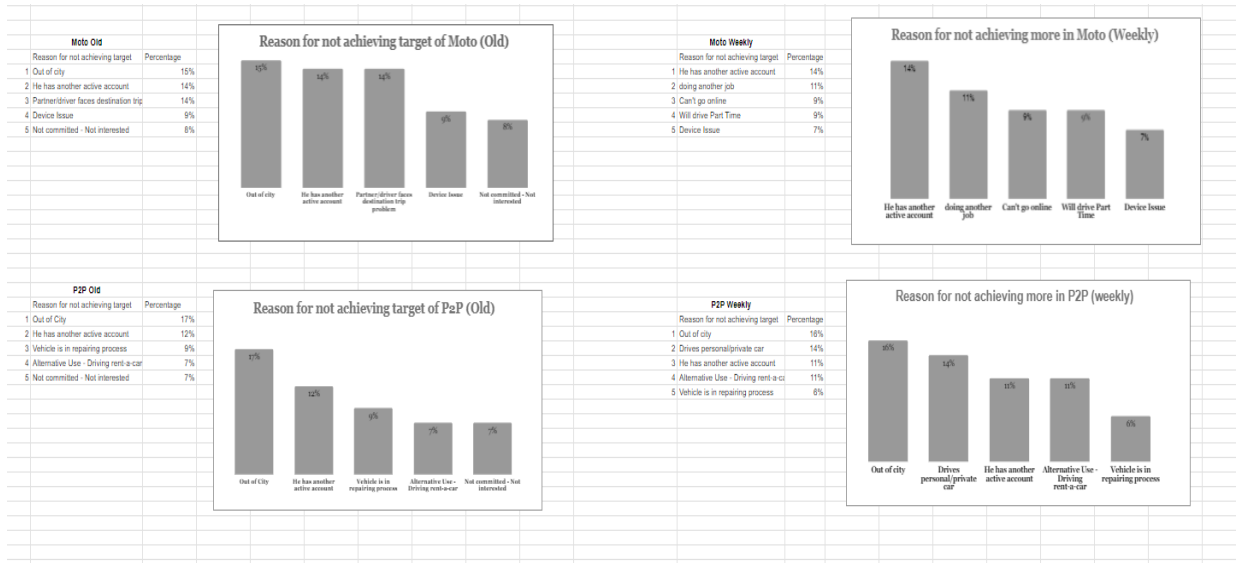 Moto Old
Reason for not achieving target Percentage
1 Out of city 15%
2 He has another active account 14%
3 Partner/driver faces destination trip 14%
4 Device Issue 9%
5 Not committed - Not interested 8%
Reason for not achieving target of Moto (Old)
15%
14%
14%
9%
8%
Out of city
He has another
active account
Partner/driver faces
destination trip
problem
Device Issue
Not committed - Not
interested
Moto Weekly
Reason for not achieving target Percentage
1 He has another active account 14%
2 doing another job 11%
3 Can't go online 9%
4 Will drive Part Time 9%
5 Device Issue 7%
Reason for not achieving more in Moto (Weekly)
14%
11%
9%
9%
7%
He has another
active account
doing another
job
Can't go online
Will drive Part
Time
Device Issue
P2P Old
Reason for not achieving target Percentage
1 Out of City 17%
2 He has another active account 12%
3 Vehicle is in repairing process 9%
4 Alternative Use - Driving rent-a-car 7%
5 Not committed - Not interested 7%
Reason for not achieving target of P2P (Old)
17%
12%
9%
7%
7%
Out of City
He has another
active account
Vehicle is in
repairing process
Alternative Use -
Driving rent-a-car
Not committed - Not
interested
P2P Weekly
Reason for not achieving target Percentage
1 Out of city 16%
2 Drives personal/private car 14%
3 He has another active account 11%
4 Alternative Use - Driving rent-a-ca 11%
5 Vehicle is in repairing process 6%
Reason for not achieving more in P2P (weekly)
16%
14%
11%
11%
6%
Out of city
Drives
personal/private
car
He has another
active account
Alternative Use -
Driving
rent-a-car
Vehicle is in
repairing process